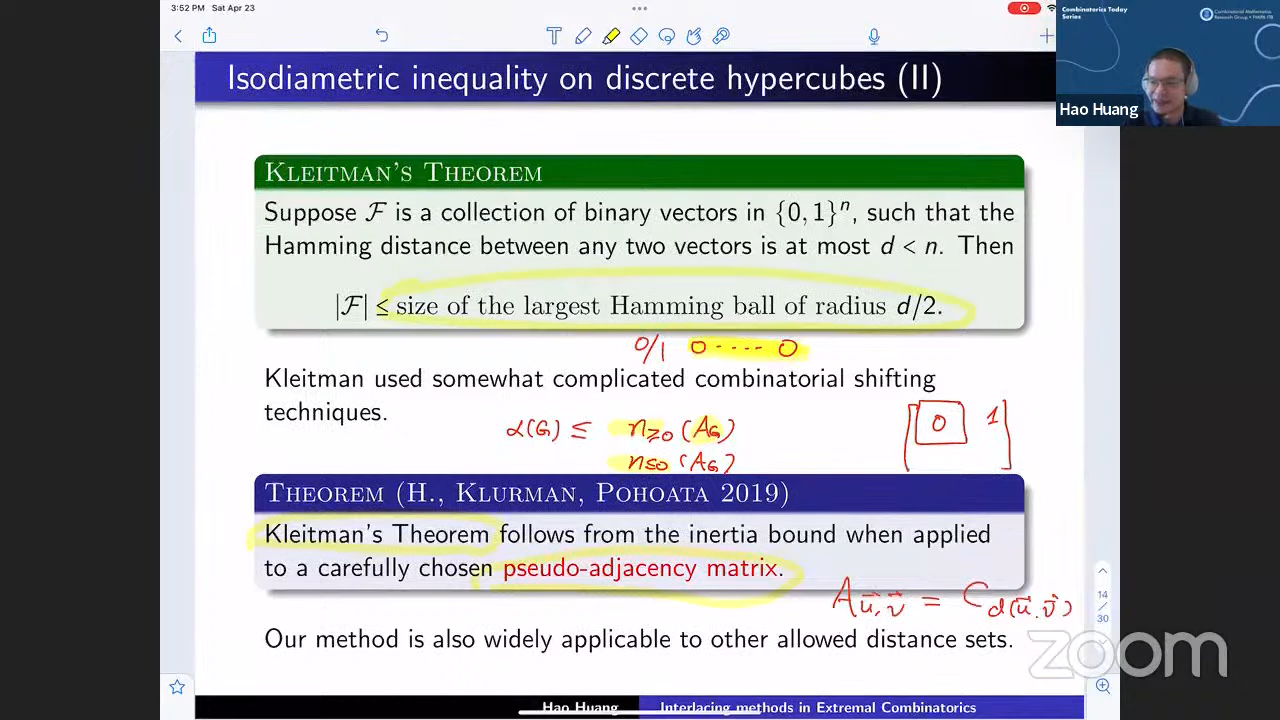 3:52 PM Sat Apr 23
Combinatorics Today
Series
Combinatorial Mathematics
Hao Huang
Isodiametric inequality on discrete hypercubes (II)
KLEITMAN'S THEOREM
Suppose ℱ is a collection of binary vectors in {0, 1}ⁿ, such that the
Hamming distance between any two vectors is at most d < n. Then
|ℱ| ≤ size of the largest Hamming ball of radius d/2.
0/1 0 ····· 0
Kleitman used somewhat complicated combinatorial shifting
techniques.
0 1
α(G) ≤ n≥0 (A_G)
n≤0 (A_G)
THEOREM (H., KLURMAN, POHOATA 2019)
Kleitman's Theorem follows from the inertia bound when applied
to a carefully chosen pseudo-adjacency matrix.
A_{u⃗,v⃗} = C_{d(u⃗,v⃗)}
Our method is also widely applicable to other allowed distance sets.
14
/
30
zoom
Hao Huang
Interlacing methods in Extremal Combinatorics